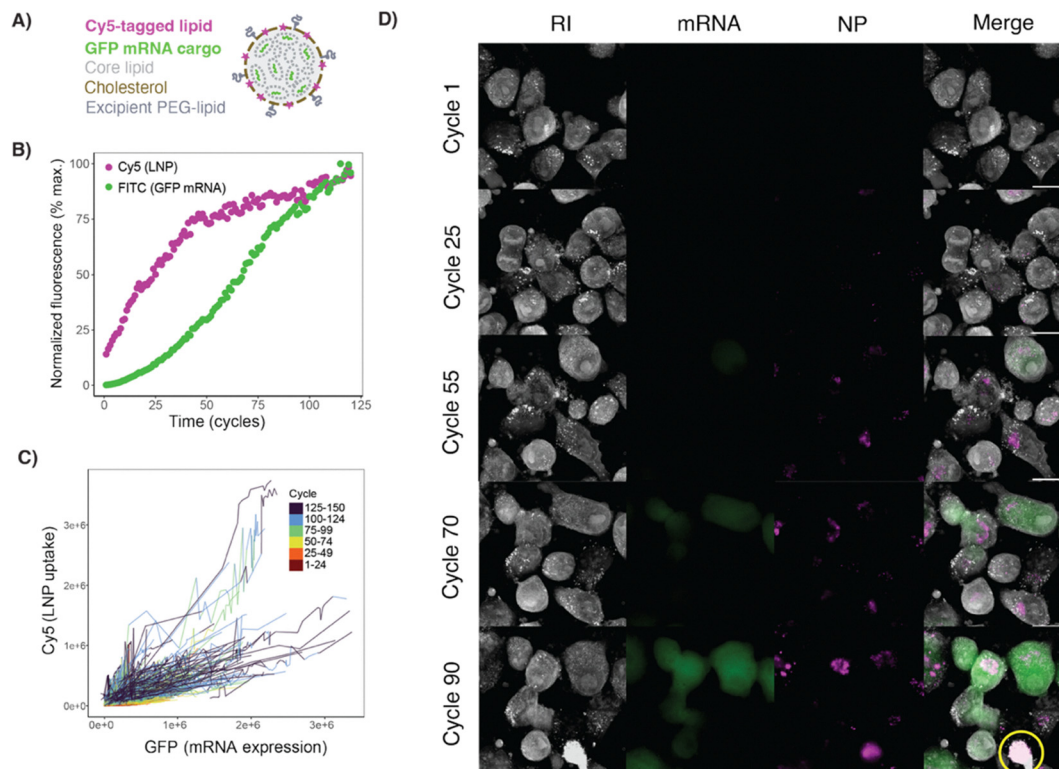 A)
Cy5-tagged lipid
GFP mRNA cargo
Core lipid
Cholesterol
Excipient PEG-lipid
B)
Normalized fluorescence (% max.)
100
75
50
25
0
Cy5 (LNP)
FITC (GFP mRNA)
0 25 50 75 100 125
Time (cycles)
C)
Cy5 (LNP uptake)
3e+6
2e+6
1e+6
0e+0
Cycle
125-150
100-124
75-99
50-74
25-49
1-24
0e+0 1e+6 2e+6 3e+6
GFP (mRNA expression)
D)
RI mRNA NP Merge
Cycle 1
Cycle 25
Cycle 55
Cycle 70
Cycle 90